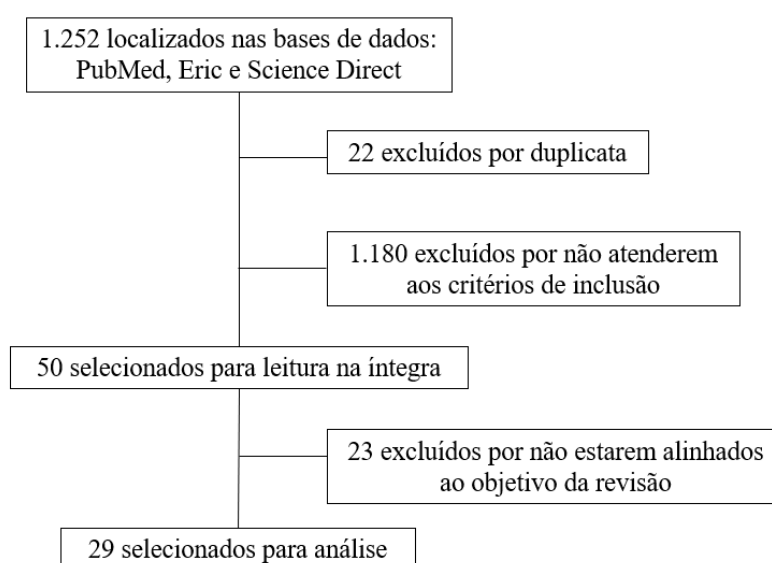 1.252 localizados nas bases de dados:
PubMed, Eric e Science Direct
22 excluídos por duplicata
1.180 excluídos por não atenderem
aos critérios de inclusão
50 selecionados para leitura na íntegra
23 excluídos por não estarem alinhados
ao objetivo da revisão
29 selecionados para análise